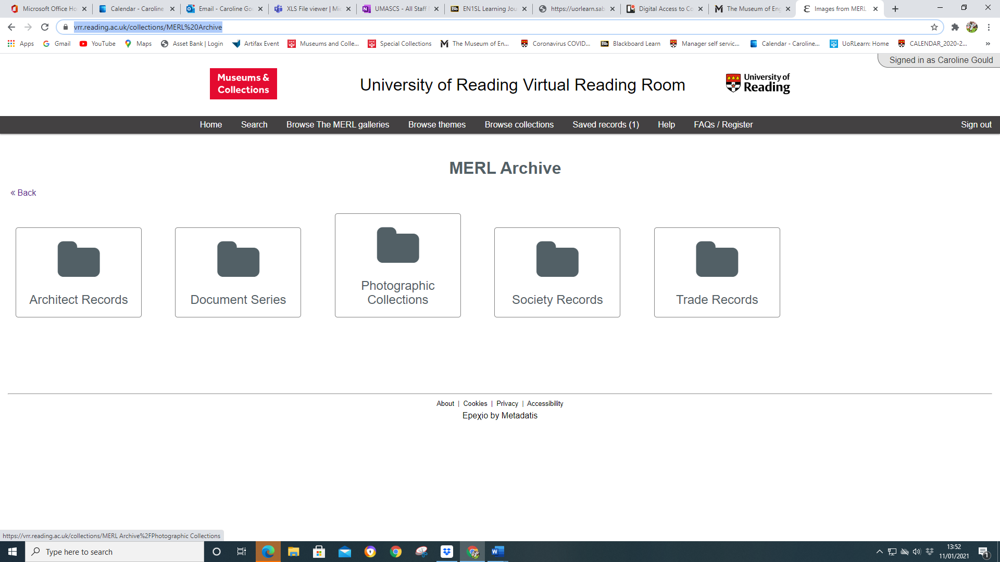 Microsoft Office Ho
Calendar - Caroline
Email - Caroline Go
XLS File viewer | Mi
UMASCS - All Staff
EN1SL Learning Jou
https://uorlearn.sab
Digital Access to Co
The Museum of Eng
Images from MERL
vrr.reading.ac.uk/collections/MERL%20Archive
Apps
Gmail
YouTube
Maps
Asset Bank | Login
Artifax Event
Museums and Colle...
Special Collections
The Museum of En...
Coronavirus COVID...
Blackboard Learn
Manager self servic...
Calendar - Caroline...
UoRLearn: Home
CALENDAR_2020-2...
»
Signed in as Caroline Gould
Museums &
Collections
University of Reading Virtual Reading Room
University of
Reading
Home
Search
Browse The MERL galleries
Browse themes
Browse collections
Saved records (1)
Help
FAQs / Register
Sign out
MERL Archive
« Back
Architect Records
Document Series
Photographic
Collections
Society Records
Trade Records
About | Cookies | Privacy | Accessibility
Epeχio by Metadatis
https://vrr.reading.ac.uk/collections/MERL Archive%2FPhotographic Collections
Type here to search
13:52
11/01/2021
1